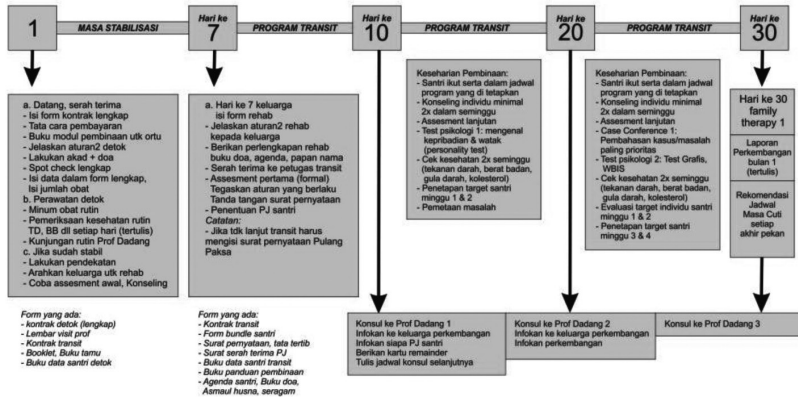 1
MASA STABILISASI
Hari ke
7
PROGRAM TRANSIT
Hari ke
10
PROGRAM TRANSIT
Hari ke
20
PROGRAM TRANSIT
Hari ke
30
a. Datang, serah terima
- Isi form kontrak lengkap
- Tata cara pembayaran
- Buku modul pembinaan utk ortu
- Jelaskan aturan2 detok
- Lakukan akad + doa
- Spot check lengkap
- Isi data dalam form lengkap,
Isi jumlah obat
b. Perawatan detok
- Minum obat rutin
- Pemeriksaan kesehatan rutin
TD, BB dll setiap hari (tertulis)
- Kunjungan rutin Prof Dadang
c. Jika sudah stabil
- Lakukan pendekatan
- Arahkan keluarga utk rehab
- Coba assesment awal, Konseling
Form yang ada:
- kontrak detok (lengkap)
- Lembar visit prof
- Kontrak transit
- Booklet, Buku tamu
- Buku data santri detok
a. Hari ke 7 keluarga
isi form rehab
- Jelaskan aturan2 rehab
kepada keluarga
- Berikan perlengkapan rehab
buku doa, agenda, papan nama
- Serah terima ke petugas transit
- Assesment pertama (formal)
Tegaskan aturan yang berlaku
Tanda tangan surat pernyataan
- Penentuan PJ santri
Catatan:
- Jika tdk lanjut transit harus
mengisi surat pernyataan Pulang
Paksa
Form yang ada:
- Kontrak transit
- Form bundle santri
- Surat pernyataan, tata tertib
- Surat serah terima PJ
- Buku data santri transit
- Buku panduan pembinaan
- Agenda santri, Buku doa,
Asmaul husna, seragam
Keseharian Pembinaan:
- Santri ikut serta dalam jadwal
program yang di tetapkan
- Konseling individu minimal
2x dalam seminggu
- Assesment lanjutan
- Test psikologi 1: mengenal
kepribadian & watak
(personality test)
- Cek kesehatan 2x seminggu
(tekanan darah, berat badan,
gula darah, kolesterol)
- Penetapan target santri
minggu 1 & 2
- Pemetaan masalah
Keseharian Pembinaan:
- Santri ikut serta dalam jadwal
program yang di tetapkan
- Konseling individu minimal
2x dalam seminggu
- Assesment lanjutan
- Case Conference 1:
Pembahasan kasus/masalah
paling prioritas
- Test psikologi 2: Test Grafis,
WBIS
- Cek kesehatan 2x seminggu
(tekanan darah, berat badan,
gula darah, kolesterol)
- Evaluasi target individu santri
minggu 1 & 2
- Penetapan target santri
minggu 3 & 4
Hari ke 30
family
therapy 1
Laporan
Perkembangan
bulan 1
(tertulis)
Rekomendasi
Jadwal
Masa Cuti
setiap
akhir pekan
Konsul ke Prof Dadang 1
Infokan ke keluarga perkembangan
Infokan siapa PJ santri
Berikan kartu remainder
Tulis jadwal konsul selanjutnya
Konsul ke Prof Dadang 2
Infokan ke keluarga perkembangan
Infokan perkembangan
Konsul ke Prof Dadang 3